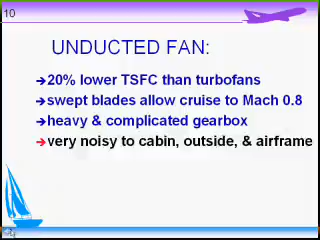 10
UNDUCTED FAN:
➔20% lower TSFC than turbofans
➔swept blades allow cruise to Mach 0.8
➔heavy & complicated gearbox
➔very noisy to cabin, outside, & airframe